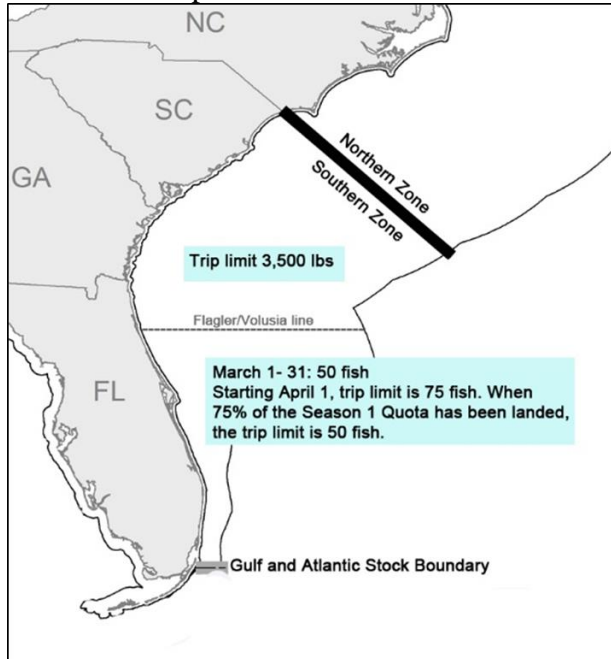 NC
SC
GA
Northern Zone
Southern Zone
Trip limit 3,500 lbs
Flagler/Volusia line
March 1- 31: 50 fish
Starting April 1, trip limit is 75 fish. When
75% of the Season 1 Quota has been landed,
the trip limit is 50 fish.
FL
Gulf and Atlantic Stock Boundary